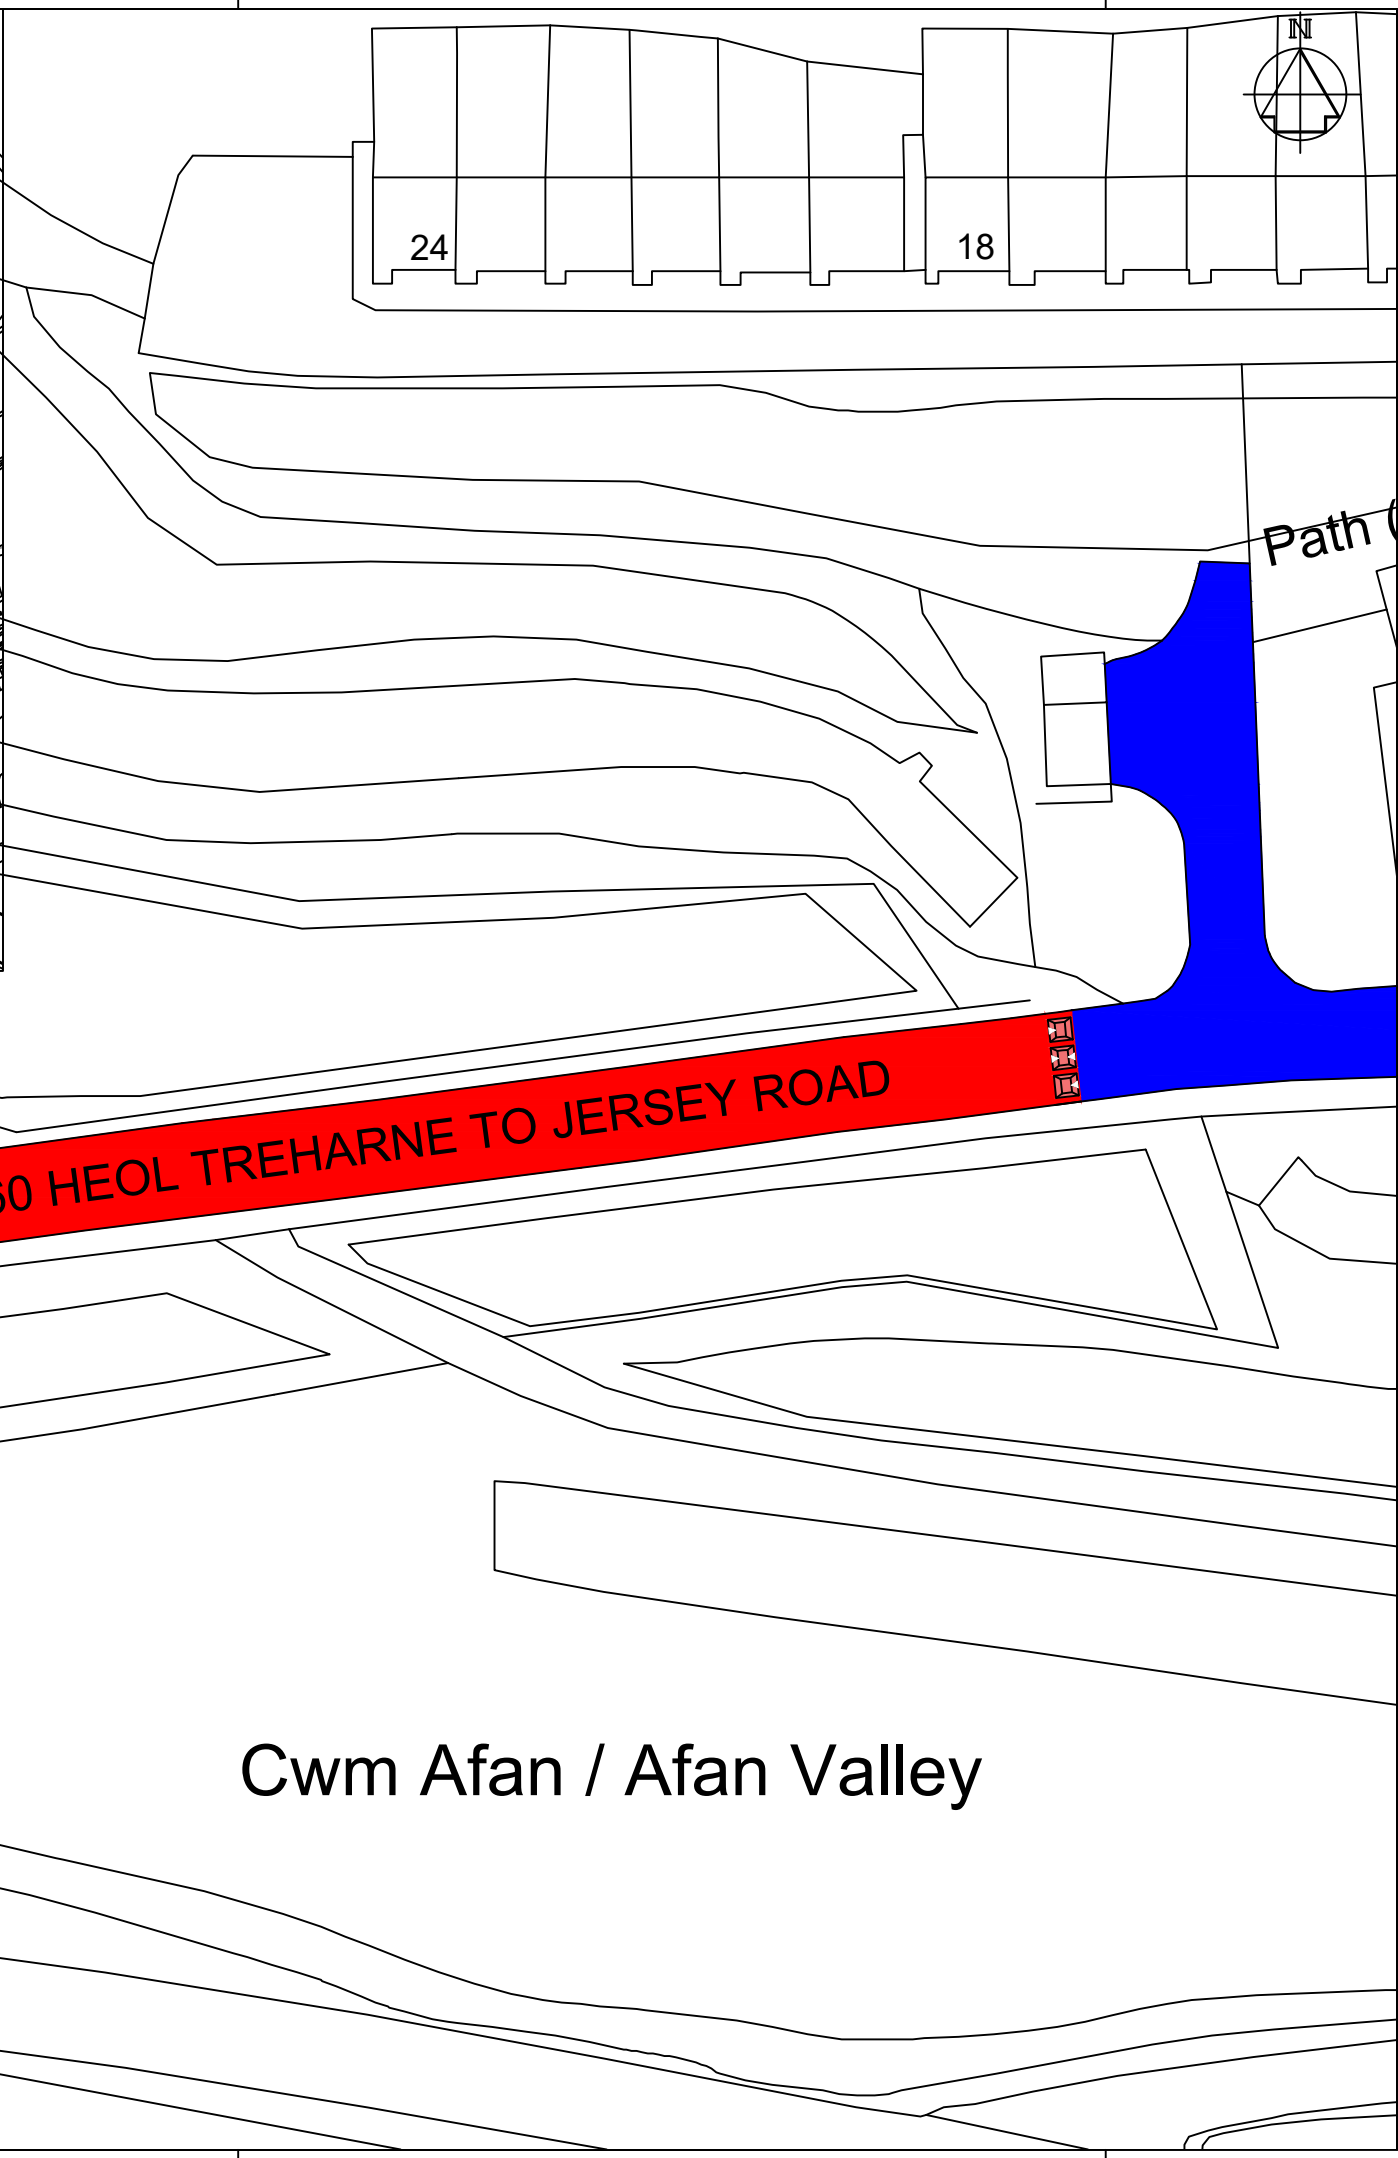 N
24
18
Path (
HEOL TREHARNE TO JERSEY ROAD
Cwm Afan / Afan Valley